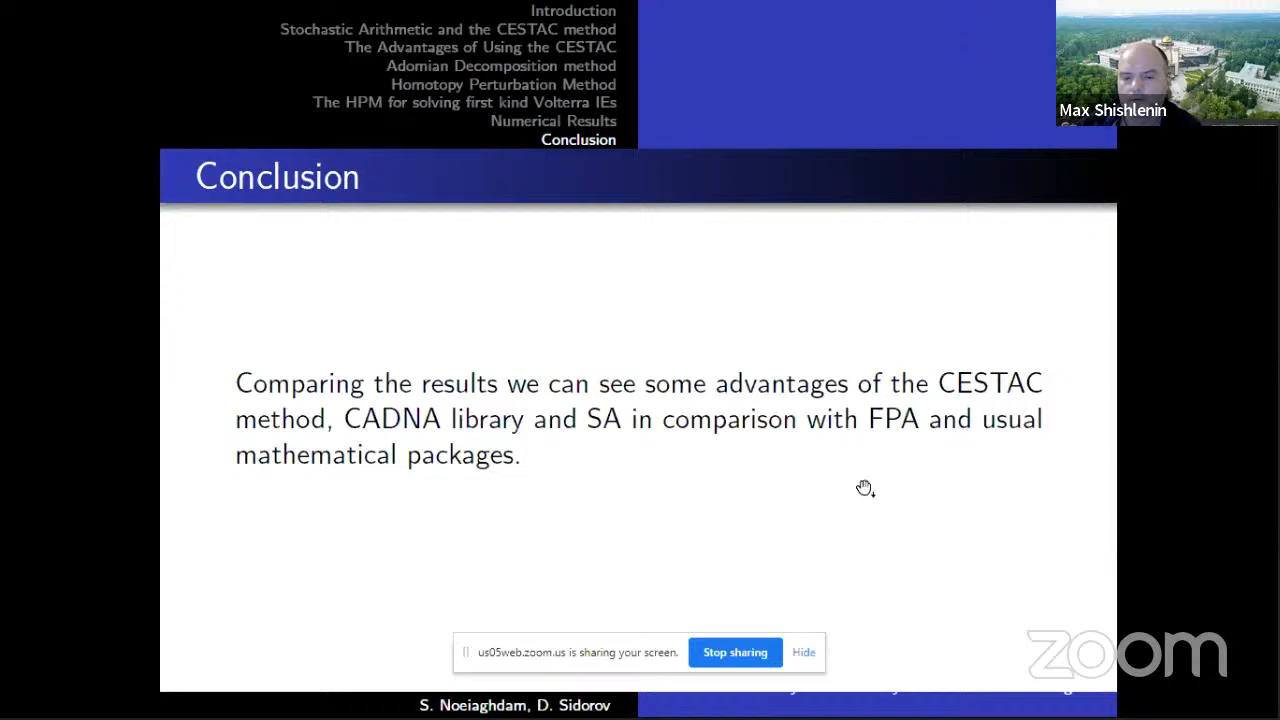 Introduction
Stochastic Arithmetic and the CESTAC method
The Advantages of Using the CESTAC
Adomian Decomposition method
Homotopy Perturbation Method
The HPM for solving first kind Volterra IEs
Numerical Results
Conclusion
Max Shishlenin
Conclusion
Comparing the results we can see some advantages of the CESTAC
method, CADNA library and SA in comparison with FPA and usual
mathematical packages.
us05web.zoom.us is sharing your screen.
Stop sharing
Hide
zoom
S. Noeiaghdam, D. Sidorov